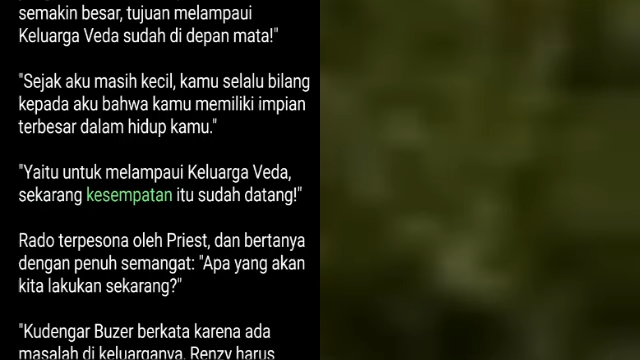 semakin besar, tujuan melampaui
Keluarga Veda sudah di depan mata!"
"Sejak aku masih kecil, kamu selalu bilang
kepada aku bahwa kamu memiliki impian
terbesar dalam hidup kamu."
"Yaitu untuk melampaui Keluarga Veda,
sekarang kesempatan itu sudah datang!"
Rado terpesona oleh Priest, dan bertanya
dengan penuh semangat: "Apa yang akan
kita lakukan sekarang?"
"Kudengar Buzer berkata karena ada
masalah di keluarganya, Renzy harus